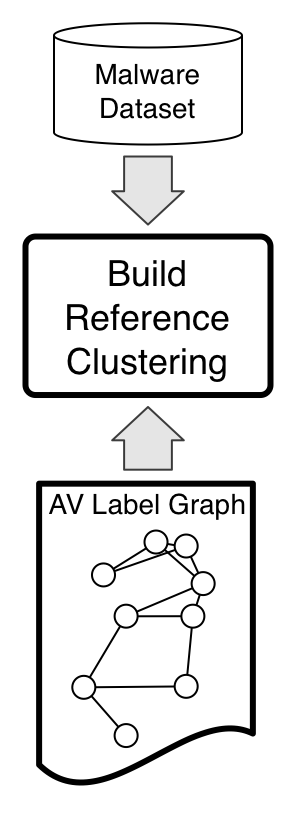 Malware
Dataset
Build
Reference
Clustering
AV Label Graph